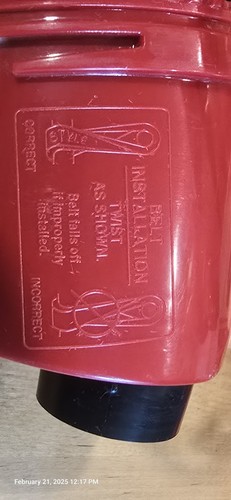 BELT
INSTALLATION
TWIST
AS SHOWN.
Belt falls off
if improperly
installed.
CORRECT
STYLE
INCORRECT
February 21, 2025 12:17 PM